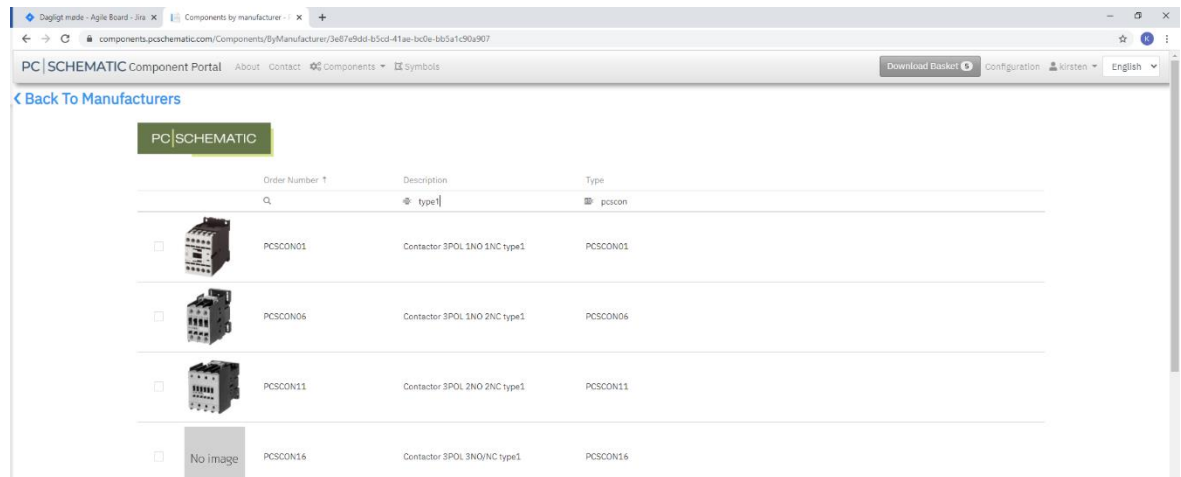 Dagligt møde - Agile Board - Jira
Components by manufacturer -
components.pcschematic.com/Components/ByManufacturer/3e87e9dd-b5cd-41ae-bc0e-bb5a1c90a907
K
PC|SCHEMATIC Component Portal About Contact Components Symbols Download Basket 5 Configuration kirsten English
Back To Manufacturers
PC|SCHEMATIC
Order Number Description Type
type1 pcscon
PCSCON01 Contactor 3POL 1NO 1NC type1 PCSCON01
PCSCON06 Contactor 3POL 1NO 2NC type1 PCSCON06
PCSCON11 Contactor 3POL 2NO 2NC type1 PCSCON11
No image PCSCON16 Contactor 3POL 3NO/NC type1 PCSCON16